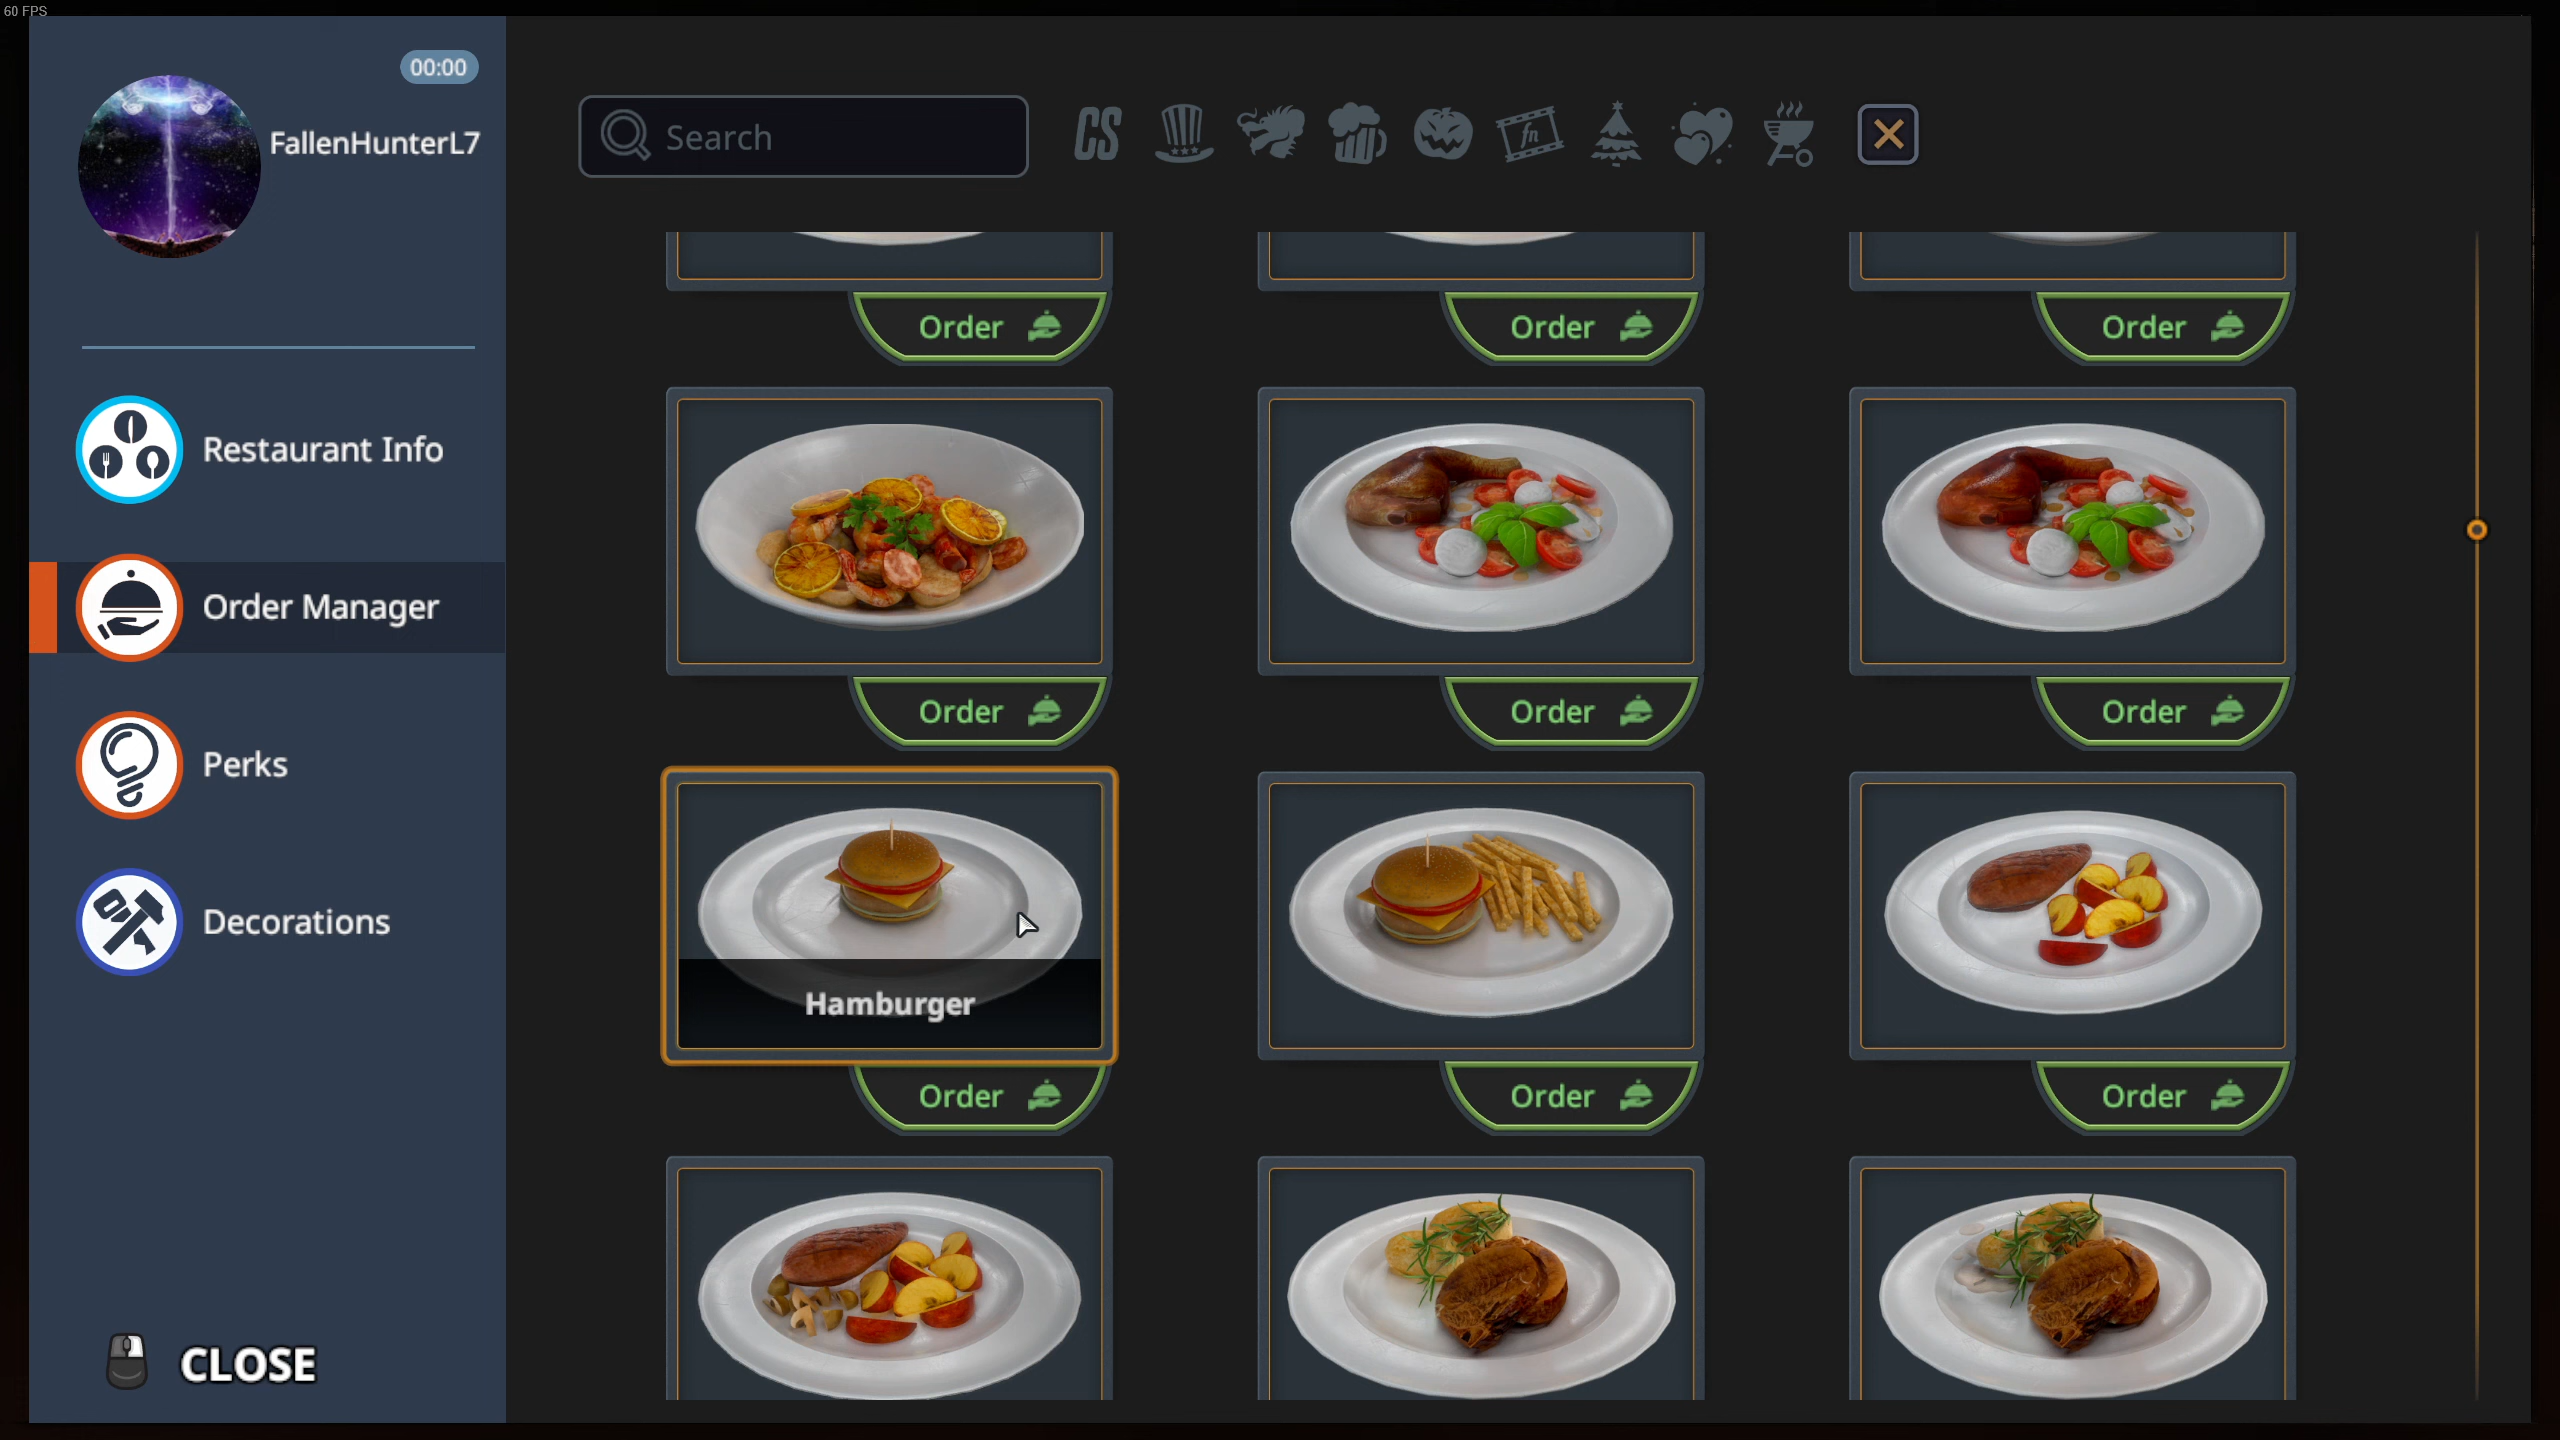 60 FPS
00:00
FallenHunterL7
Restaurant Info
Order Manager
Perks
Decorations
CLOSE
Search
CS
fn
Order
Order
Order
Order
Order
Order
Hamburger
Order
Order
Order